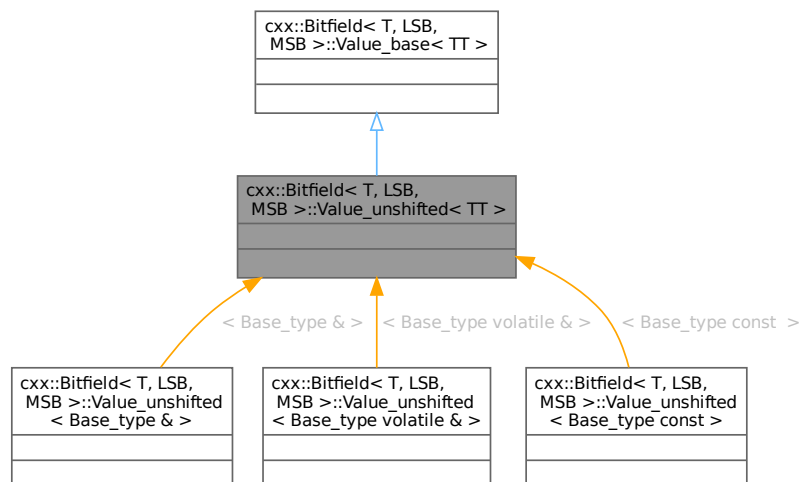 cxx::Bitfield< T, LSB,
MSB >::Value_base< TT >
cxx::Bitfield< T, LSB,
MSB >::Value_unshifted< TT >
< Base_type & >
< Base_type volatile & >
< Base_type const  >
cxx::Bitfield< T, LSB,
MSB >::Value_unshifted
< Base_type & >
cxx::Bitfield< T, LSB,
MSB >::Value_unshifted
< Base_type volatile & >
cxx::Bitfield< T, LSB,
MSB >::Value_unshifted
< Base_type const >